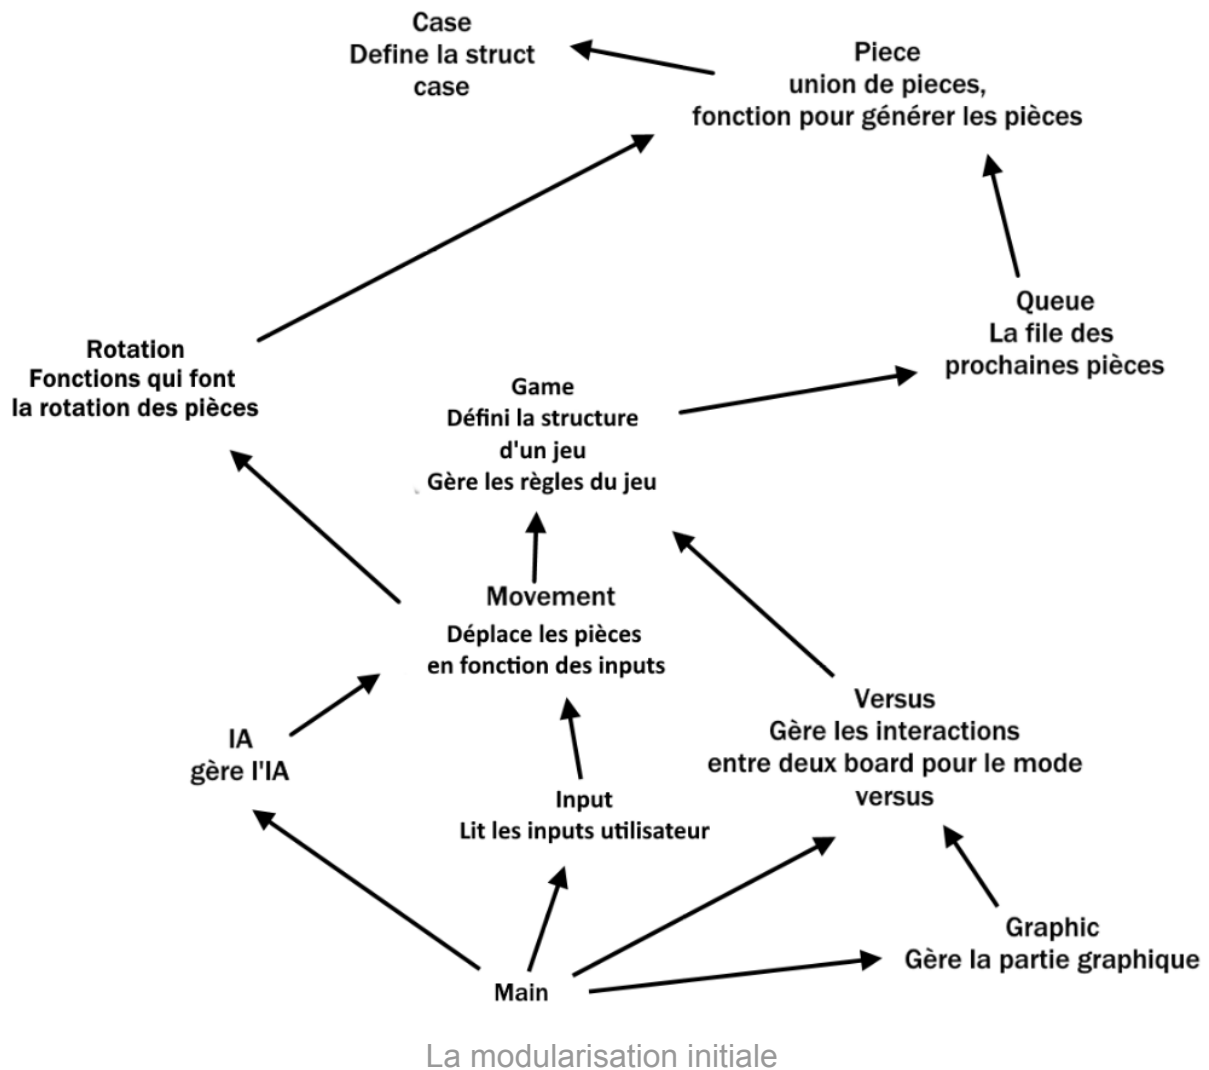 Case
Define la struct
case
Piece
union de pieces,
fonction pour générer les pièces
Queue
La file des
prochaines pièces
Rotation
Fonctions qui font
la rotation des pièces
Game
Défini la structure
d'un jeu
Gère les règles du jeu
Movement
Déplace les pièces
en fonction des inputs
Versus
Gère les interactions
entre deux board pour le mode
versus
IA
gère l'IA
Input
Lit les inputs utilisateur
Graphic
Gère la partie graphique
Main
La modularisation initiale